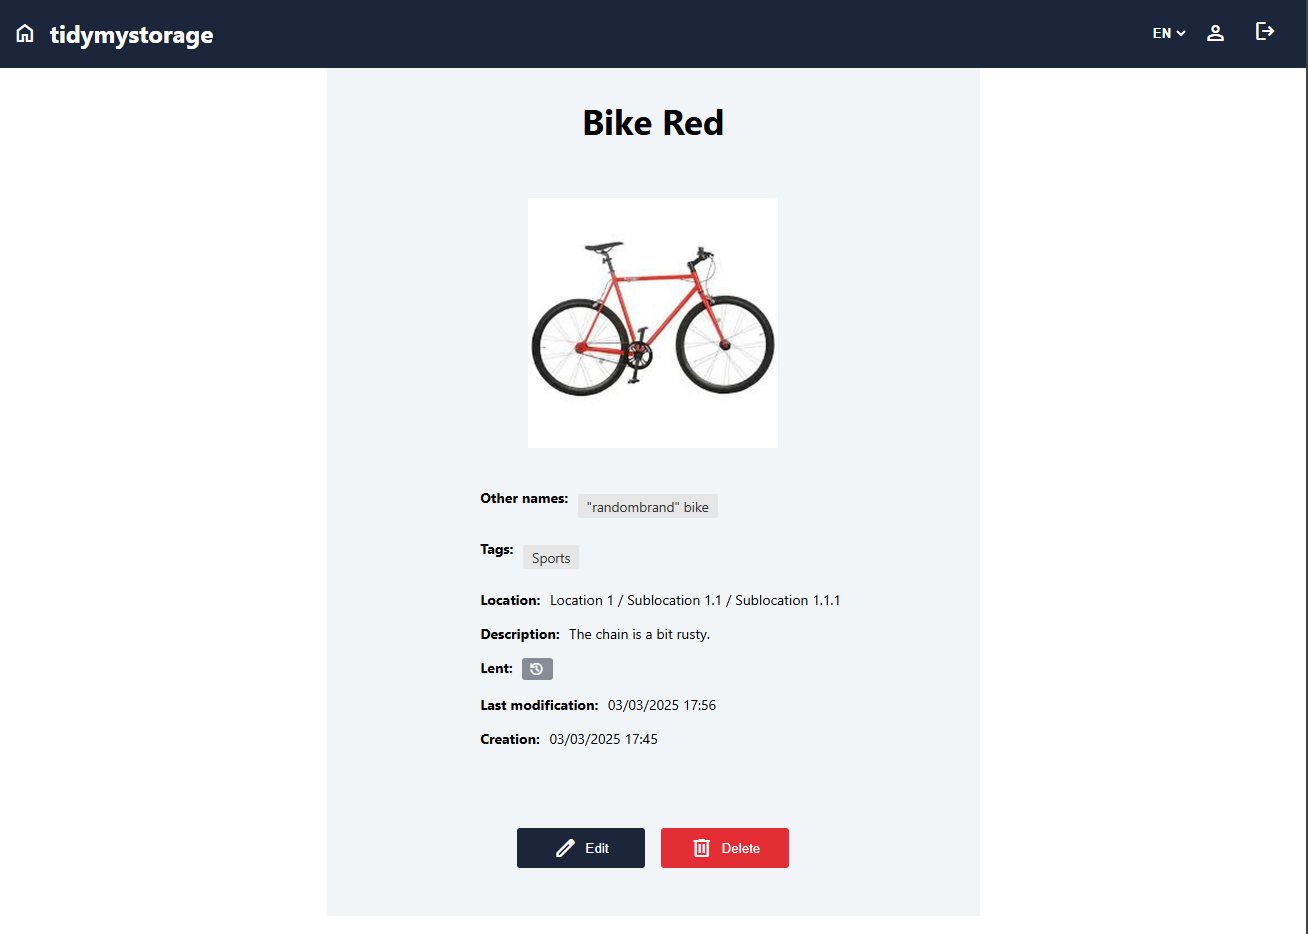 tidymystorage
EN
Bike Red
Other names: "randombrand" bike
Tags: Sports
Location: Location 1 / Sublocation 1.1 / Sublocation 1.1.1
Description: The chain is a bit rusty.
Lent:
Last modification: 03/03/2025 17:56
Creation: 03/03/2025 17:45
Edit
Delete